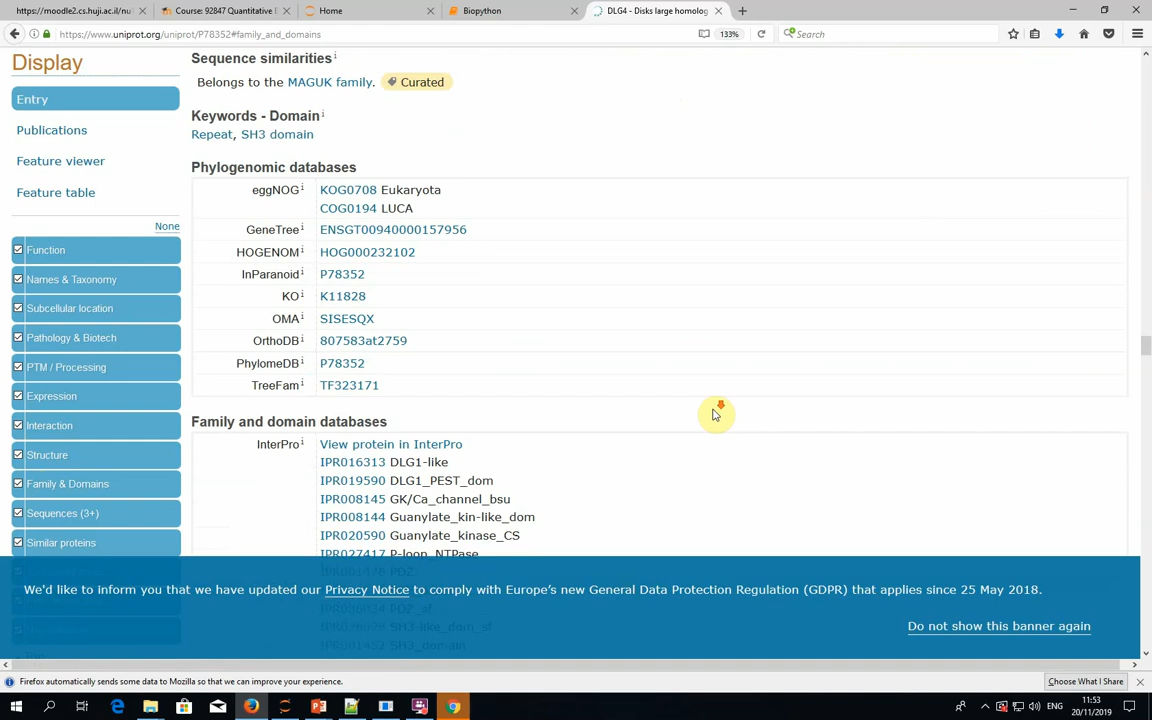 https://moodle2.cs.huji.ac.il/nu
Course: 92847 Quantitative
Home
Biopython
DLG4 - Disks large homolog
https://www.uniprot.org/uniprot/P78352#family_and_domains
133%
Search
Display
Entry
Publications
Feature viewer
Feature table
None
Function
Names & Taxonomy
Subcellular location
Pathology & Biotech
PTM / Processing
Expression
Interaction
Structure
Family & Domains
Sequences (3+)
Similar proteins
Sequence similarities i
Belongs to the MAGUK family. Curated
Keywords - Domain i
Repeat, SH3 domain
Phylogenomic databases
eggNOG i KOG0708 Eukaryota
COG0194 LUCA
GeneTree i ENSGT00940000157956
HOGENOM i HOG000232102
InParanoid i P78352
KO i K11828
OMA i SISESQX
OrthoDB i 807583at2759
PhylomeDB i P78352
TreeFam i TF323171
Family and domain databases
InterPro i View protein in InterPro
IPR016313 DLG1-like
IPR019590 DLG1_PEST_dom
IPR008145 GK/Ca_channel_bsu
IPR008144 Guanylate_kin-like_dom
IPR020590 Guanylate_kinase_CS
IPR027417 P-loop_NTPase
We'd like to inform you that we have updated our Privacy Notice to comply with Europe's new General Data Protection Regulation (GDPR) that applies since 25 May 2018.
Do not show this banner again
Firefox automatically sends some data to Mozilla so that we can improve your experience.
Choose What I Share
ENG
11:53
20/11/2019